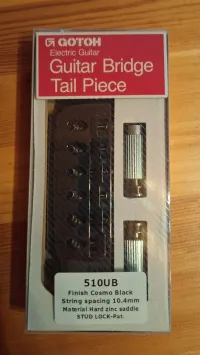 GOTOH
Electric Guitar
Guitar Bridge
Tail Piece
510UB
Finish Cosmo Black
String spacing 10.4mm
Material Hard zinc saddle
STUD LOCK-Pat.